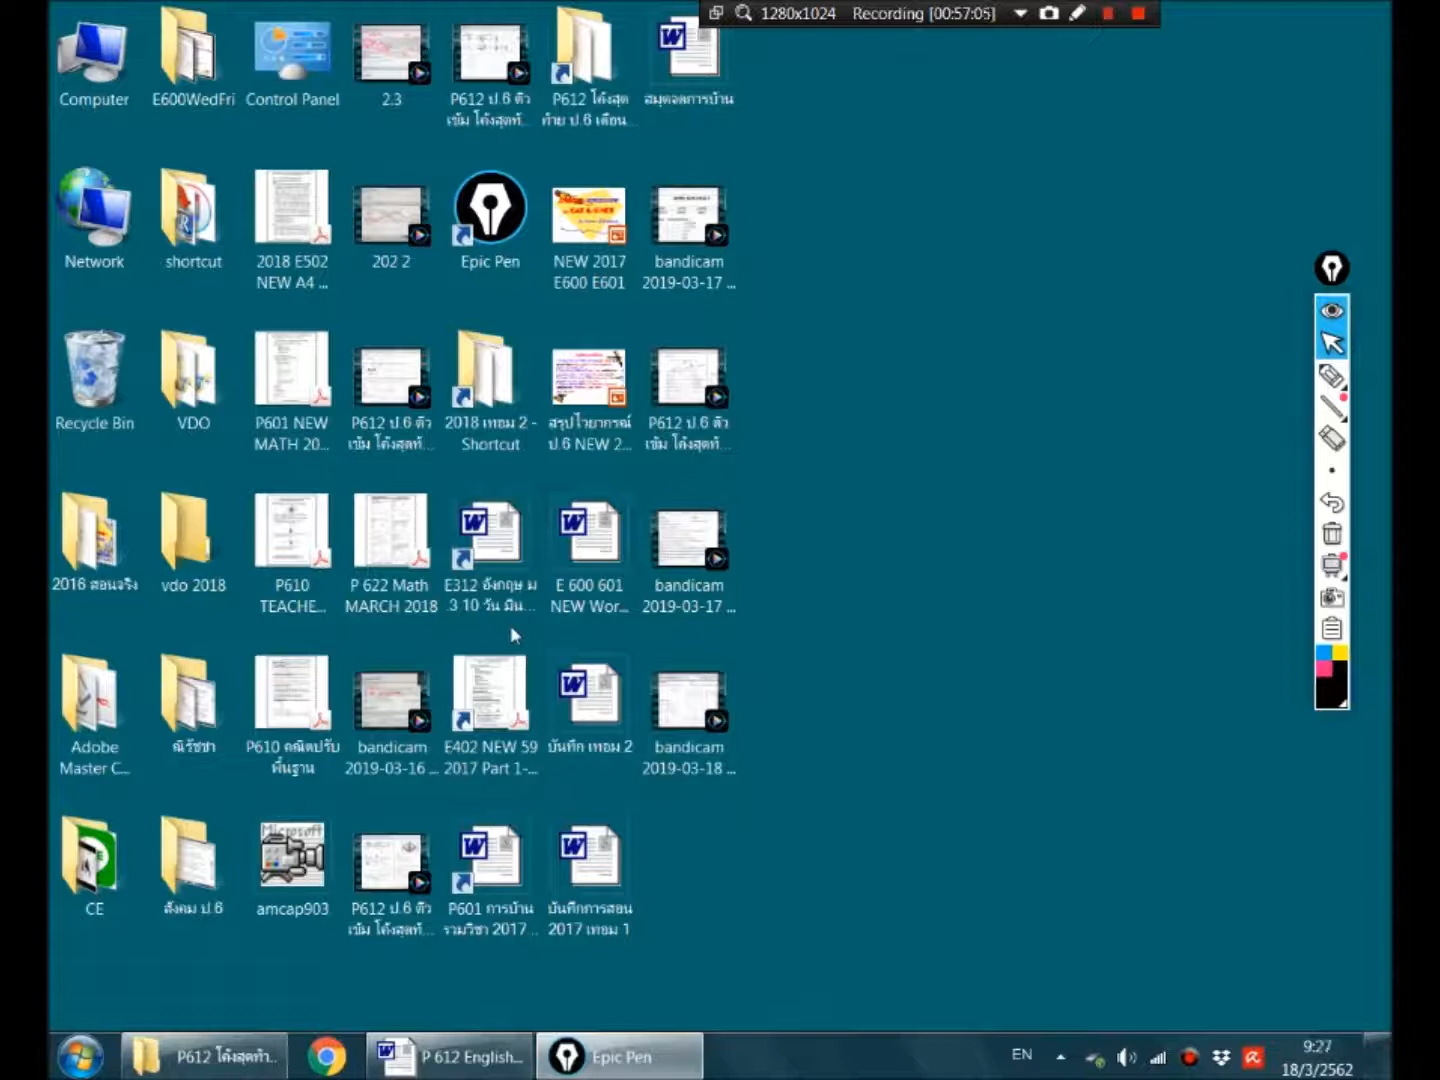 1280x1024 Recording [00:57:05]
Computer
E600WedFri
Control Panel
2.3
P612 ป.6 ติว
เข้ม โค้งสุดท้...
P612 โค้งสุด
ท้าย ป.6 เดือน...
สมุดจดการบ้าน
Network
shortcut
2018 E502
NEW A4 ...
202 2
Epic Pen
NEW 2017
E600 E601
bandicam
2019-03-17 ...
Recycle Bin
VDO
P601 NEW
MATH 20...
P612 ป.6 ติว
เข้ม โค้งสุดท้...
2018 เทอม 2 -
Shortcut
สรุปไวยากรณ์
ป.6 NEW 2...
P612 ป.6 ติว
เข้ม โค้งสุดท้...
2016 สอนจริง
vdo 2018
P610
TEACHE...
P 622 Math
MARCH 2018
E312 อังกฤษ ม
3 10 วัน มีน...
E 600 601
NEW Wor...
bandicam
2019-03-17 ...
Adobe
Master C...
ณิรัชชา
P610 คณิตปรับ
พื้นฐาน
bandicam
2019-03-16 ...
E402 NEW 59
2017 Part 1-...
บันทึก เทอม 2
bandicam
2019-03-18 ...
CE
สังคม ป.6
Microsoft
amcap903
P612 ป.6 ติว
เข้ม โค้งสุดท้...
P601 การบ้าน
รวมวิชา 2017 ...
บันทึกการสอน
2017 เทอม 1
P612 โค้งสุดท้า...
P 612 English...
Epic Pen
EN
9:27
18/3/2562